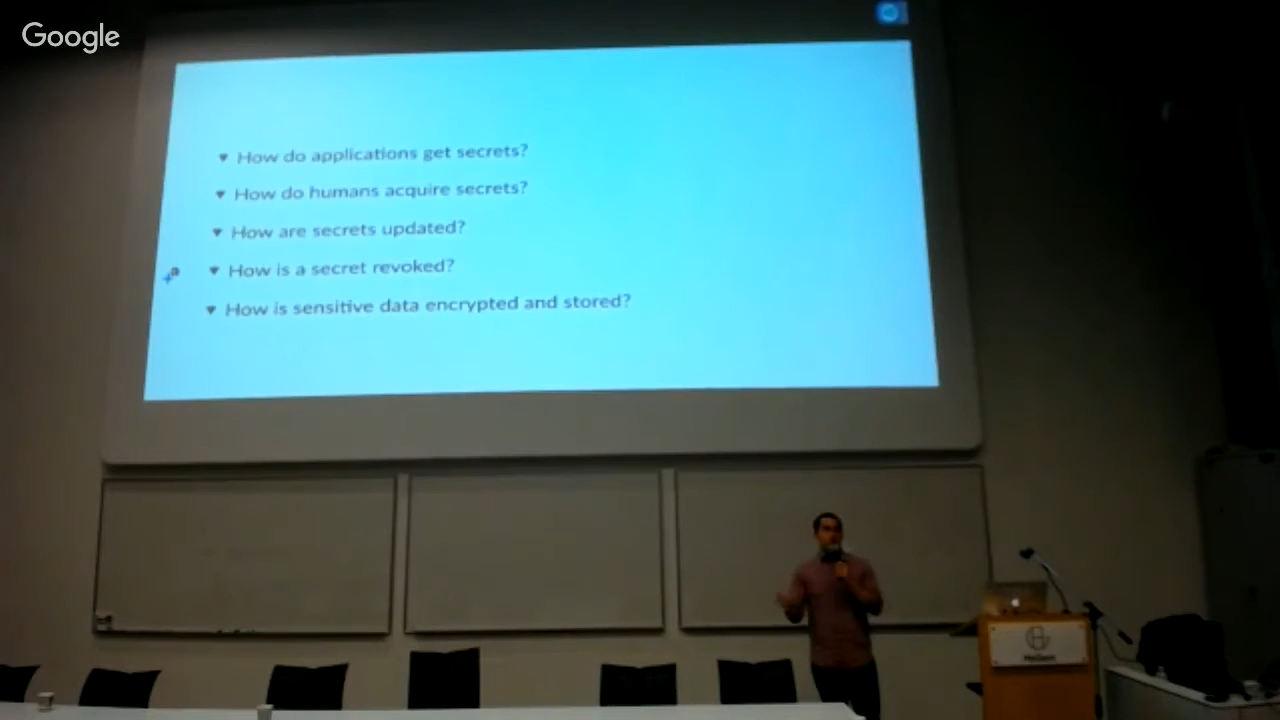 Google
▾ How do applications get secrets?
▾ How do humans acquire secrets?
▾ How are secrets updated?
▾ How is a secret revoked?
▾ How is sensitive data encrypted and stored?